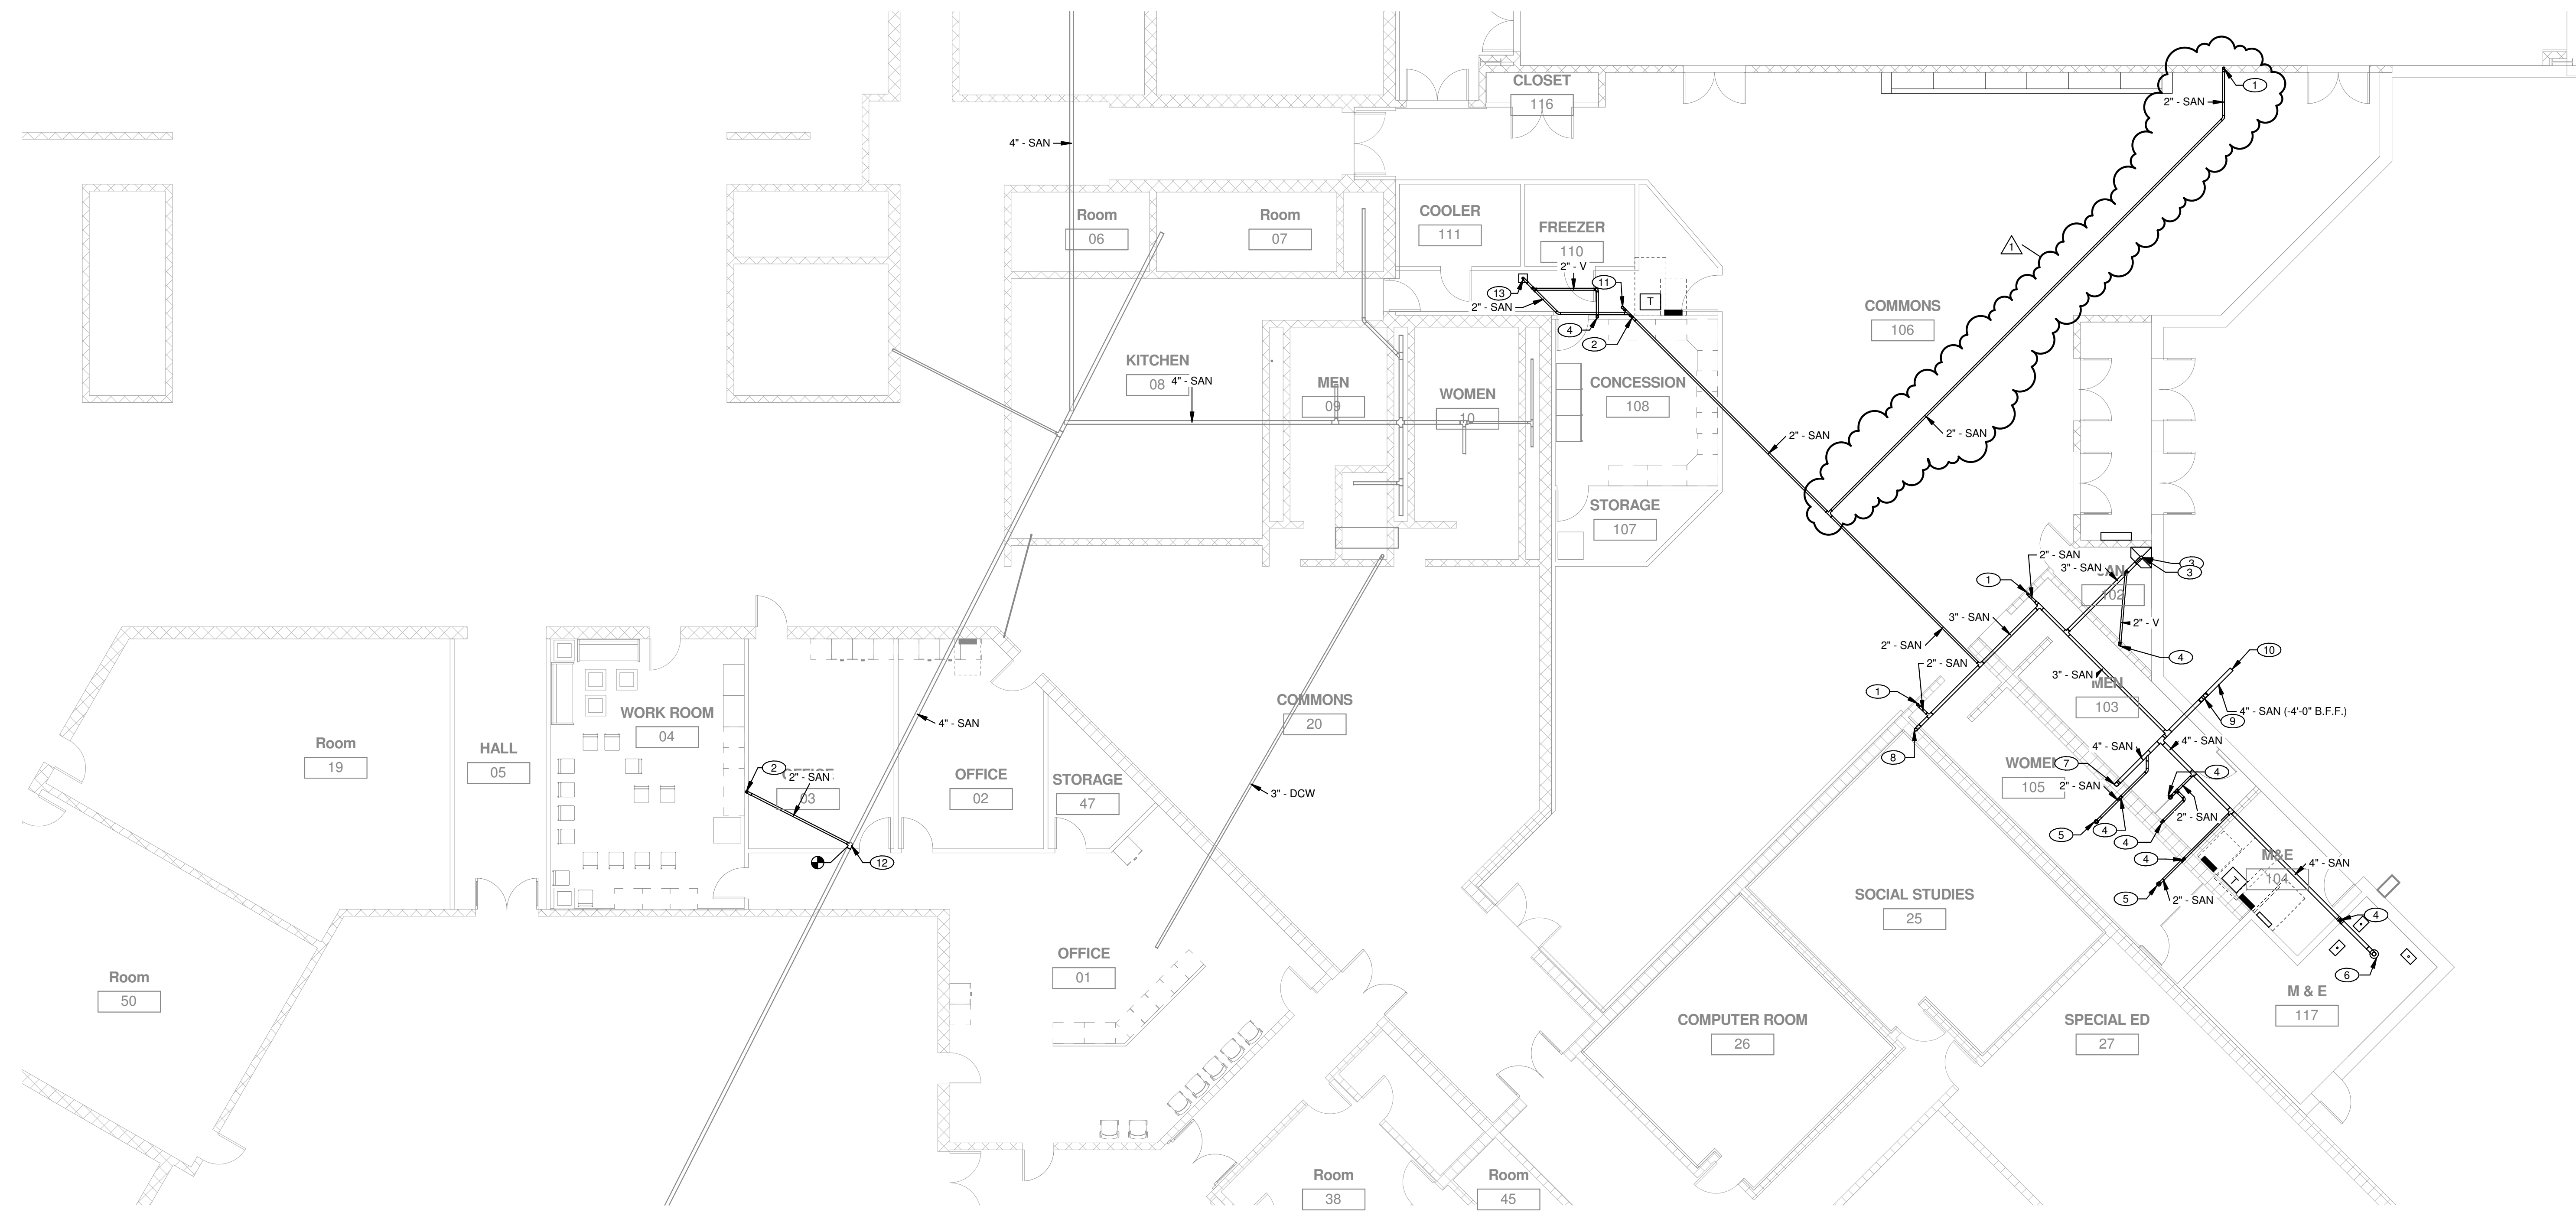 CLOSET
116
1
2" - SAN
4" - SAN
Room
06
Room
07
COOLER
111
FREEZER
110
2" - V
11
13
2" - SAN
T
4
2
1
COMMONS
106
KITCHEN
08
4" - SAN
MEN
09
WOMEN
10
CONCESSION
108
2" - SAN
2" - SAN
STORAGE
107
2" - SAN
3" - SAN
3
3
1
102
3" - SAN
2" - V
2" - SAN
4
10
2" - SAN
3" - SAN
MEN
103
1
4" - SAN (-4'-0" B.F.F.)
9
8
4" - SAN
4" - SAN
WOMEN
105
7
4
2" - SAN
2" - SAN
5
4
4
4
M&E
104
4" - SAN
T
5
2" - SAN
4
6
M & E
117
Room
19
HALL
05
WORK ROOM
04
4" - SAN
COMMONS
20
2
2" - SAN
03
OFFICE
02
STORAGE
47
3" - DCW
12
SOCIAL STUDIES
25
OFFICE
01
Room
50
COMPUTER ROOM
26
SPECIAL ED
27
Room
38
Room
45